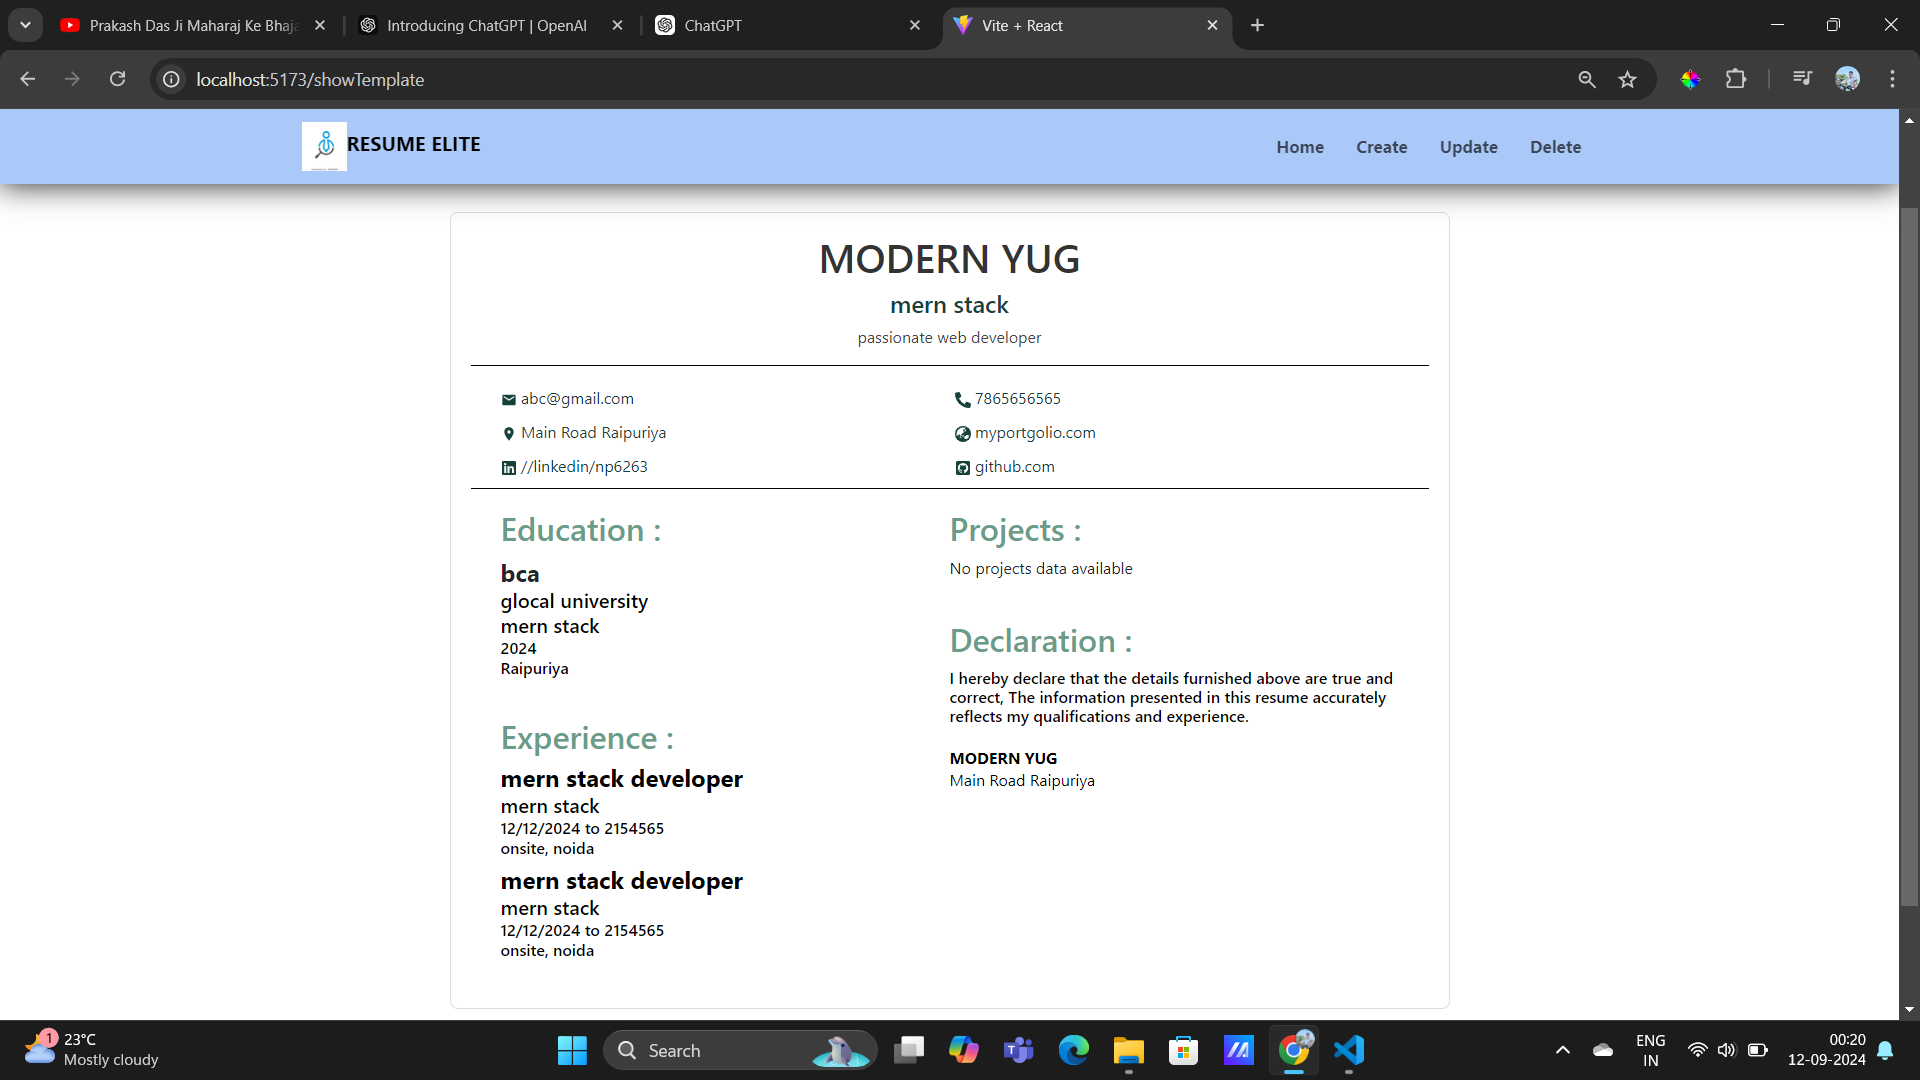 Prakash Das Ji Maharaj Ke Bhaja
Introducing ChatGPT | OpenAI
ChatGPT
Vite + React
localhost:5173/showTemplate
RESUME ELITE
Home
Create
Update
Delete
MODERN YUG
mern stack
passionate web developer
abc@gmail.com
7865656565
Main Road Raipuriya
myportgolio.com
//linkedin/np6263
github.com
Education :
bca
glocal university
mern stack
2024
Raipuriya
Experience :
mern stack developer
mern stack
12/12/2024 to 2154565
onsite, noida
mern stack developer
mern stack
12/12/2024 to 2154565
onsite, noida
Projects :
No projects data available
Declaration :
I hereby declare that the details furnished above are true and
correct, The information presented in this resume accurately
reflects my qualifications and experience.
MODERN YUG
Main Road Raipuriya
1
23°C
Mostly cloudy
Search
ENG
IN
00:20
12-09-2024